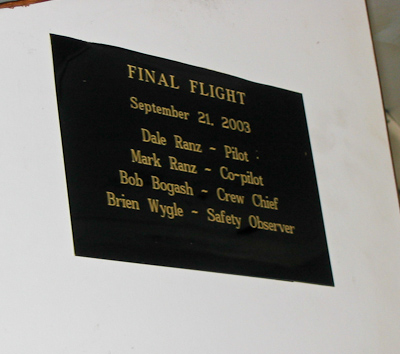 FINAL FLIGHT
September 21, 2003
Dale Ranz ~ Pilot
Mark Ranz ~ Co-pilot
Bob Bogash ~ Crew Chief
Brien Wygle ~ Safety Observer